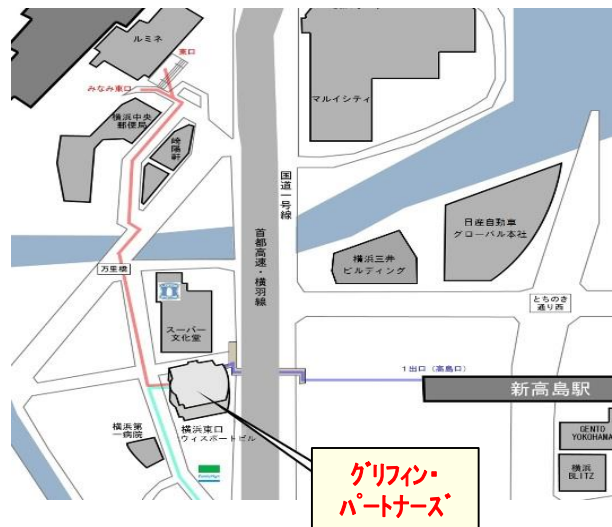 ルミネ
東口
みなみ東口
横浜中央
郵便局
崎陽軒
マルイシティ
国道一号線
首都高速・横羽線
日産自動車
グローバル本社
横浜三井
ビルディング
万里橋
とちのき
通り西
スーパー
文化堂
1出口(高島口)
新高島駅
横浜第
一病院
横浜東口
ウィスポートビル
GENTO
YOKOHAMA
横浜
BLITZ
グリフィン・
パートナーズ